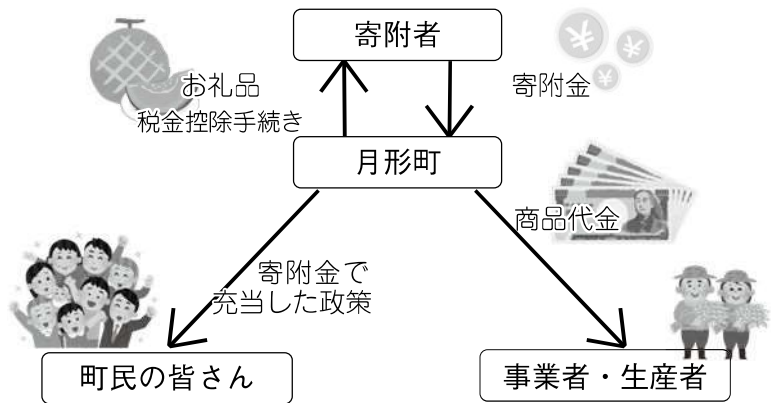 寄附者
お礼品
税金控除手続き
寄附金
月形町
商品代金
寄附金で
充当した政策
町民の皆さん
事業者・生産者